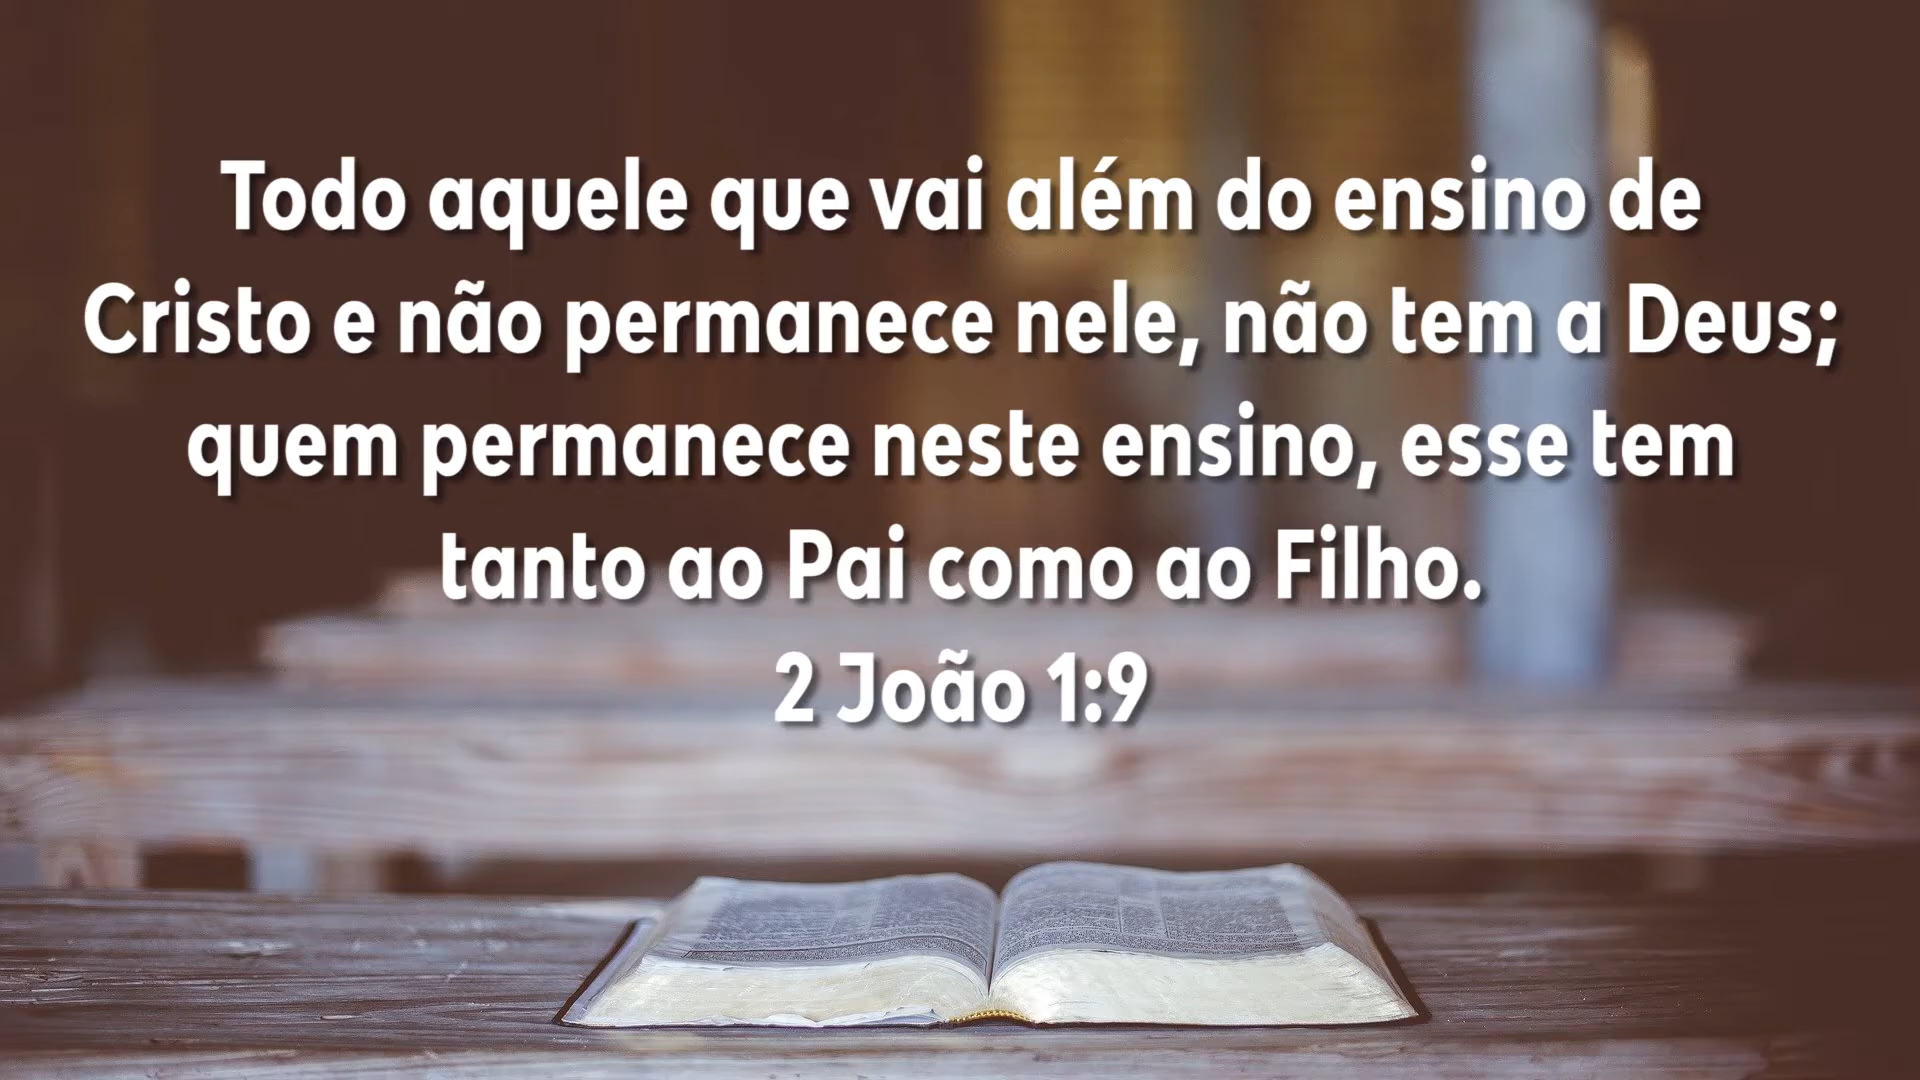 Todo aquele que vai além do ensino de
Cristo e não permanece nele, não tem a Deus;
quem permanece neste ensino, esse tem
tanto ao Pai como ao Filho.
2 João 1:9